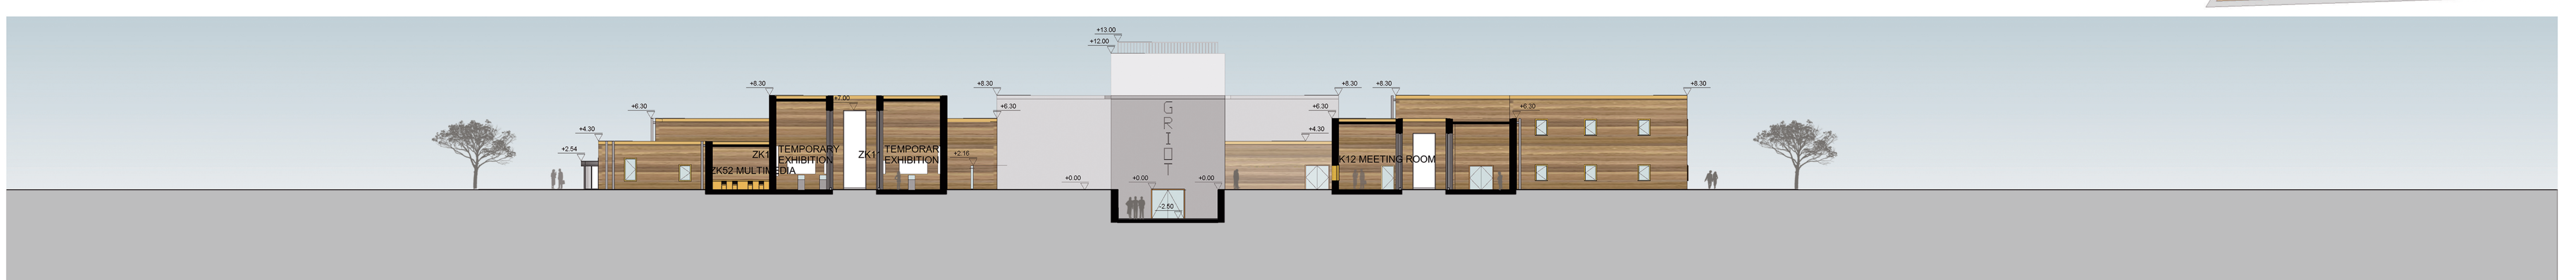 +13.00
+12.00
+8.30
+7.00
+8.30
+8.30
+8.30
+8.30
+6.30
+6.30
+6.30
+6.30
GRIOT
+4.30
+4.30
+2.54
TEMPORARY
EXHIBITION
TEMPORAR
EXHIBITION
+2.16
K12 MEETING ROOM
ZK52 MULTIMEDIA
+0.00
+0.00
+0.00
-2.50